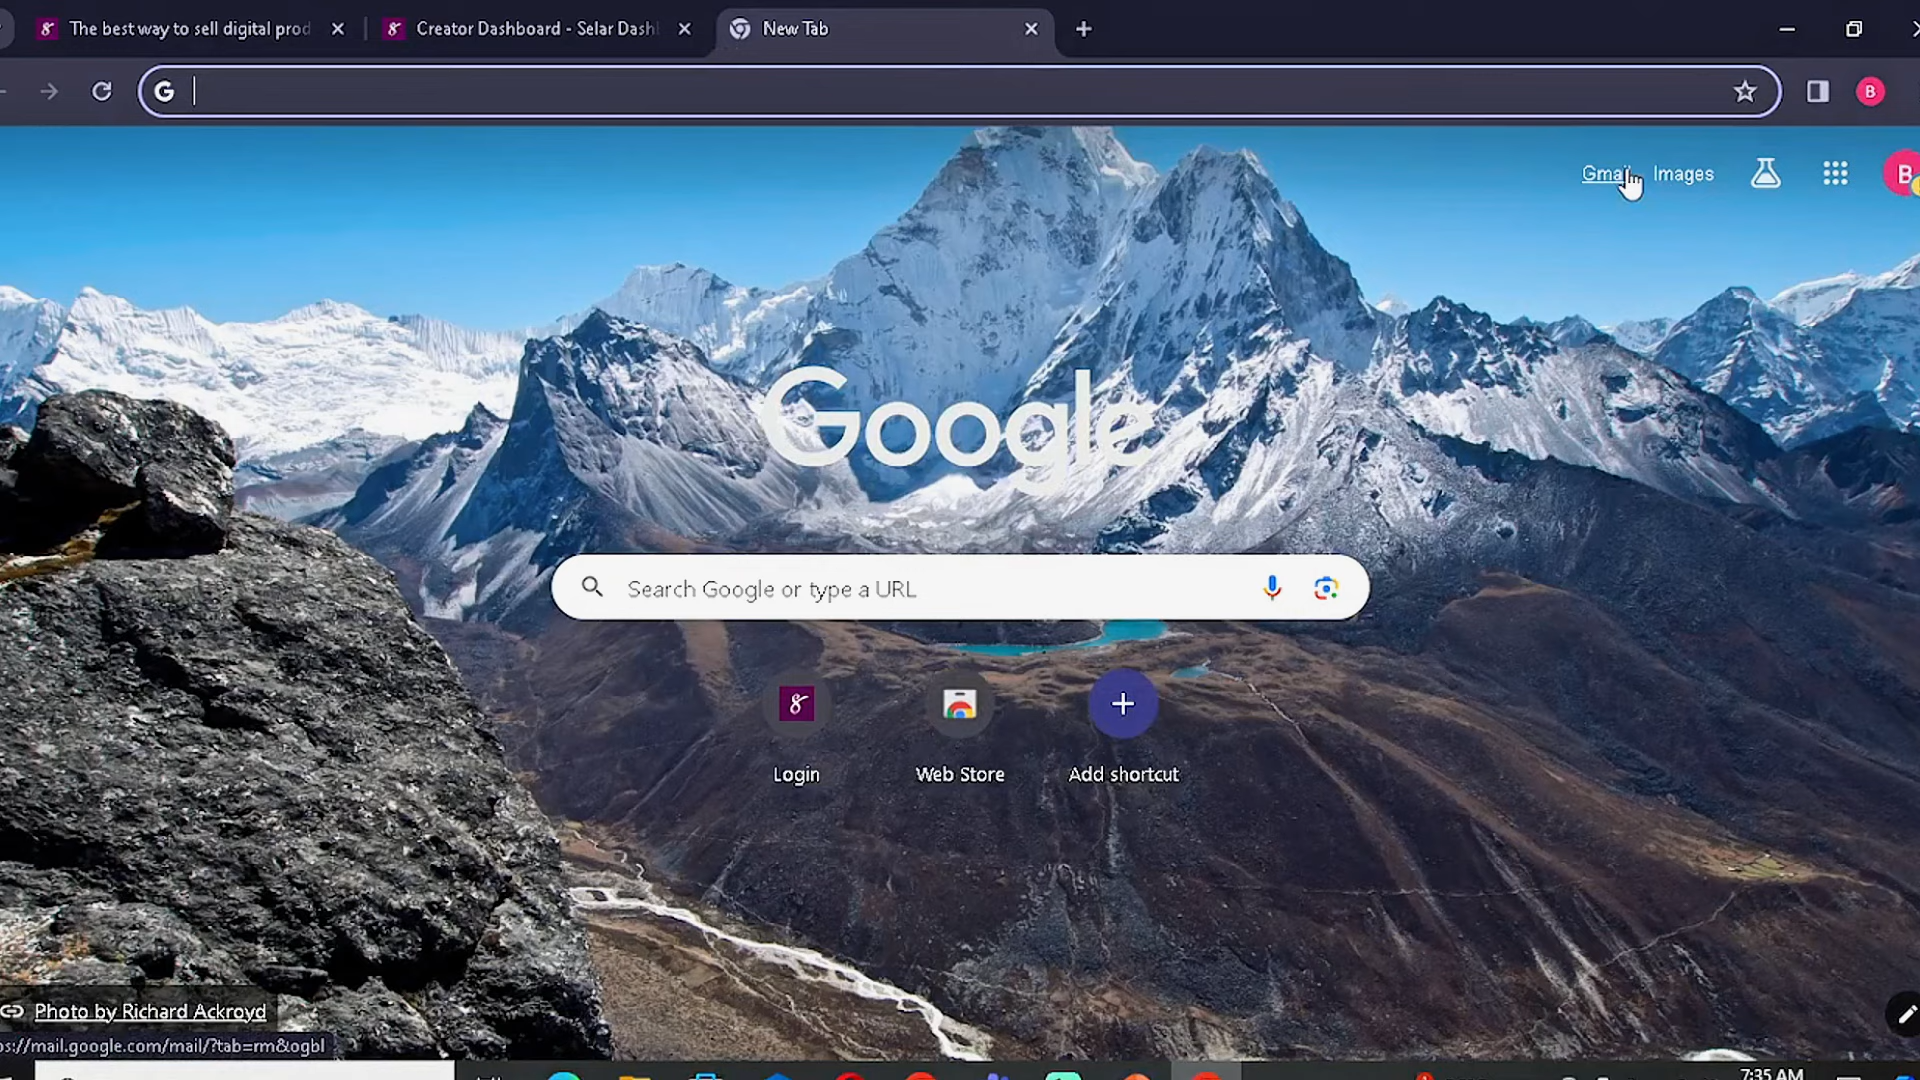 The best way to sell digital prod
Creator Dashboard - Selar Dash
New Tab
B
Gmail
Images
B
Google
Search Google or type a URL
Login
Web Store
Add shortcut
Photo by Richard Ackroyd
os://mail.google.com/mail/?tab=rm&ogbl
7:35 AM